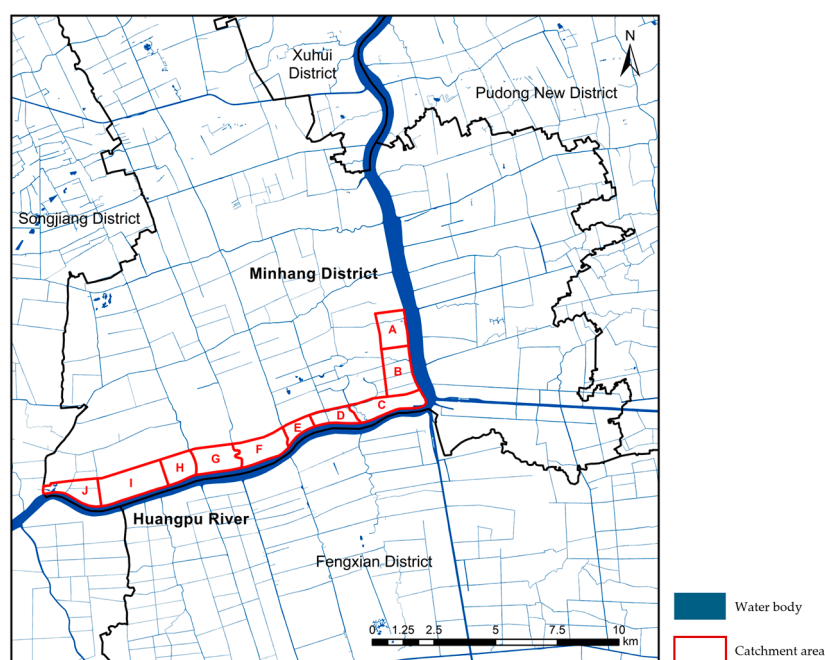 N
Xuhui
District
Pudong New District
Songjiang District
Minhang District
A
B
C
D
E
F
G
H
I
J
Huangpu River
Fengxian District
0 1.25 2.5 5 7.5 10
km
Water body
Catchment area